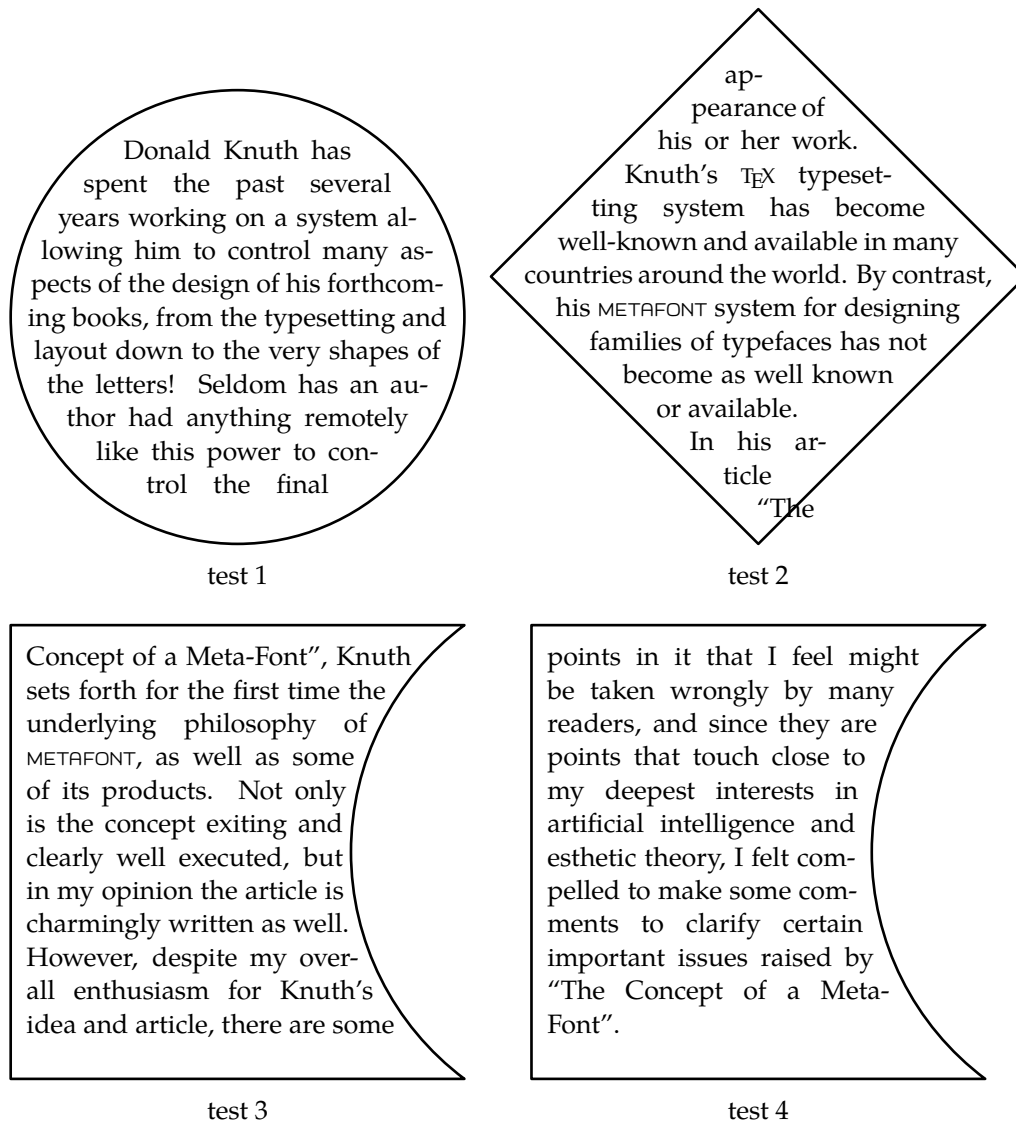 Donald Knuth has
spent the past several
years working on a system al-
lowing him to control many as-
pects of the design of his forthcom-
ing books, from the typesetting and
layout down to the very shapes of
the letters! Seldom has an au-
thor had anything remotely
like this power to con-
trol the final
test 1
ap-
pearance of
his or her work.
Knuth's TEX typeset-
ting system has become
well-known and available in many
countries around the world. By contrast,
his METAFONT system for designing
families of typefaces has not
become as well known
or available.
In his ar-
ticle
“The
test 2
Concept of a Meta-Font”, Knuth
sets forth for the first time the
underlying philosophy of
METAFONT, as well as some
of its products. Not only
is the concept exiting and
clearly well executed, but
in my opinion the article is
charmingly written as well.
However, despite my over-
all enthusiasm for Knuth's
idea and article, there are some
test 3
points in it that I feel might
be taken wrongly by many
readers, and since they are
points that touch close to
my deepest interests in
artificial intelligence and
esthetic theory, I felt com-
pelled to make some com-
ments to clarify certain
important issues raised by
“The Concept of a Meta-
Font”.
test 4